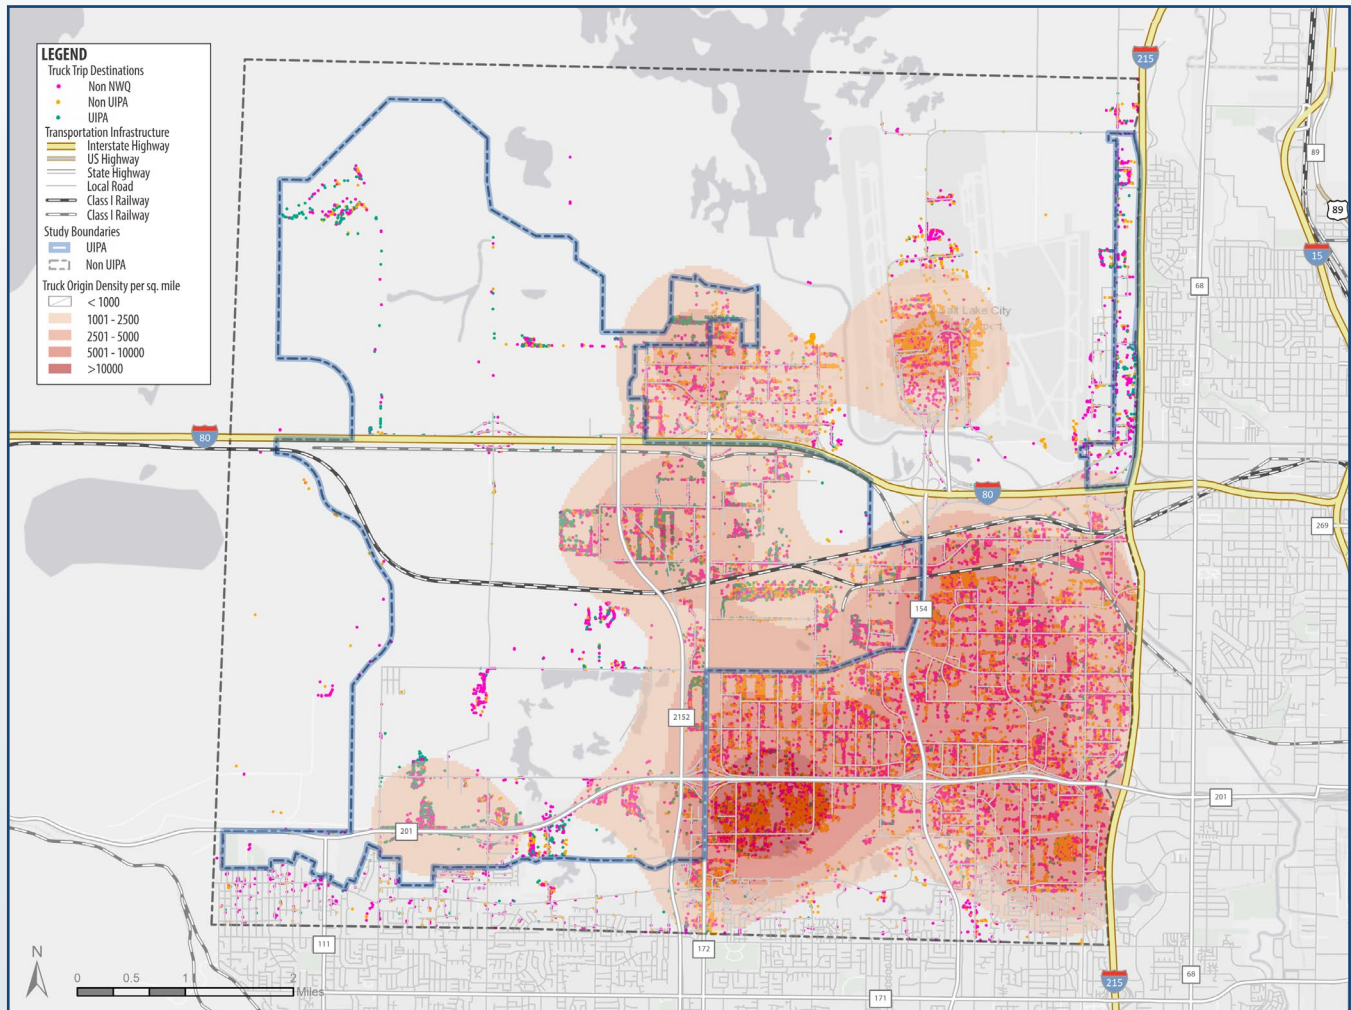 LEGEND
Truck Trip Destinations
Non NWQ
Non UIPA
UIPA
Transportation Infrastructure
Interstate Highway
US Highway
State Highway
Local Road
Class I Railway
Class I Railway
Study Boundaries
UIPA
Non UIPA
Truck Origin Density per sq. mile
< 1000
1001 - 2500
2501 - 5000
5001 - 10000
>10000
215
89
89
15
68
Salt Lake City
80
80
269
154
2152
201
201
111
172
171
68
215
N
0 0.5 1 2
Miles